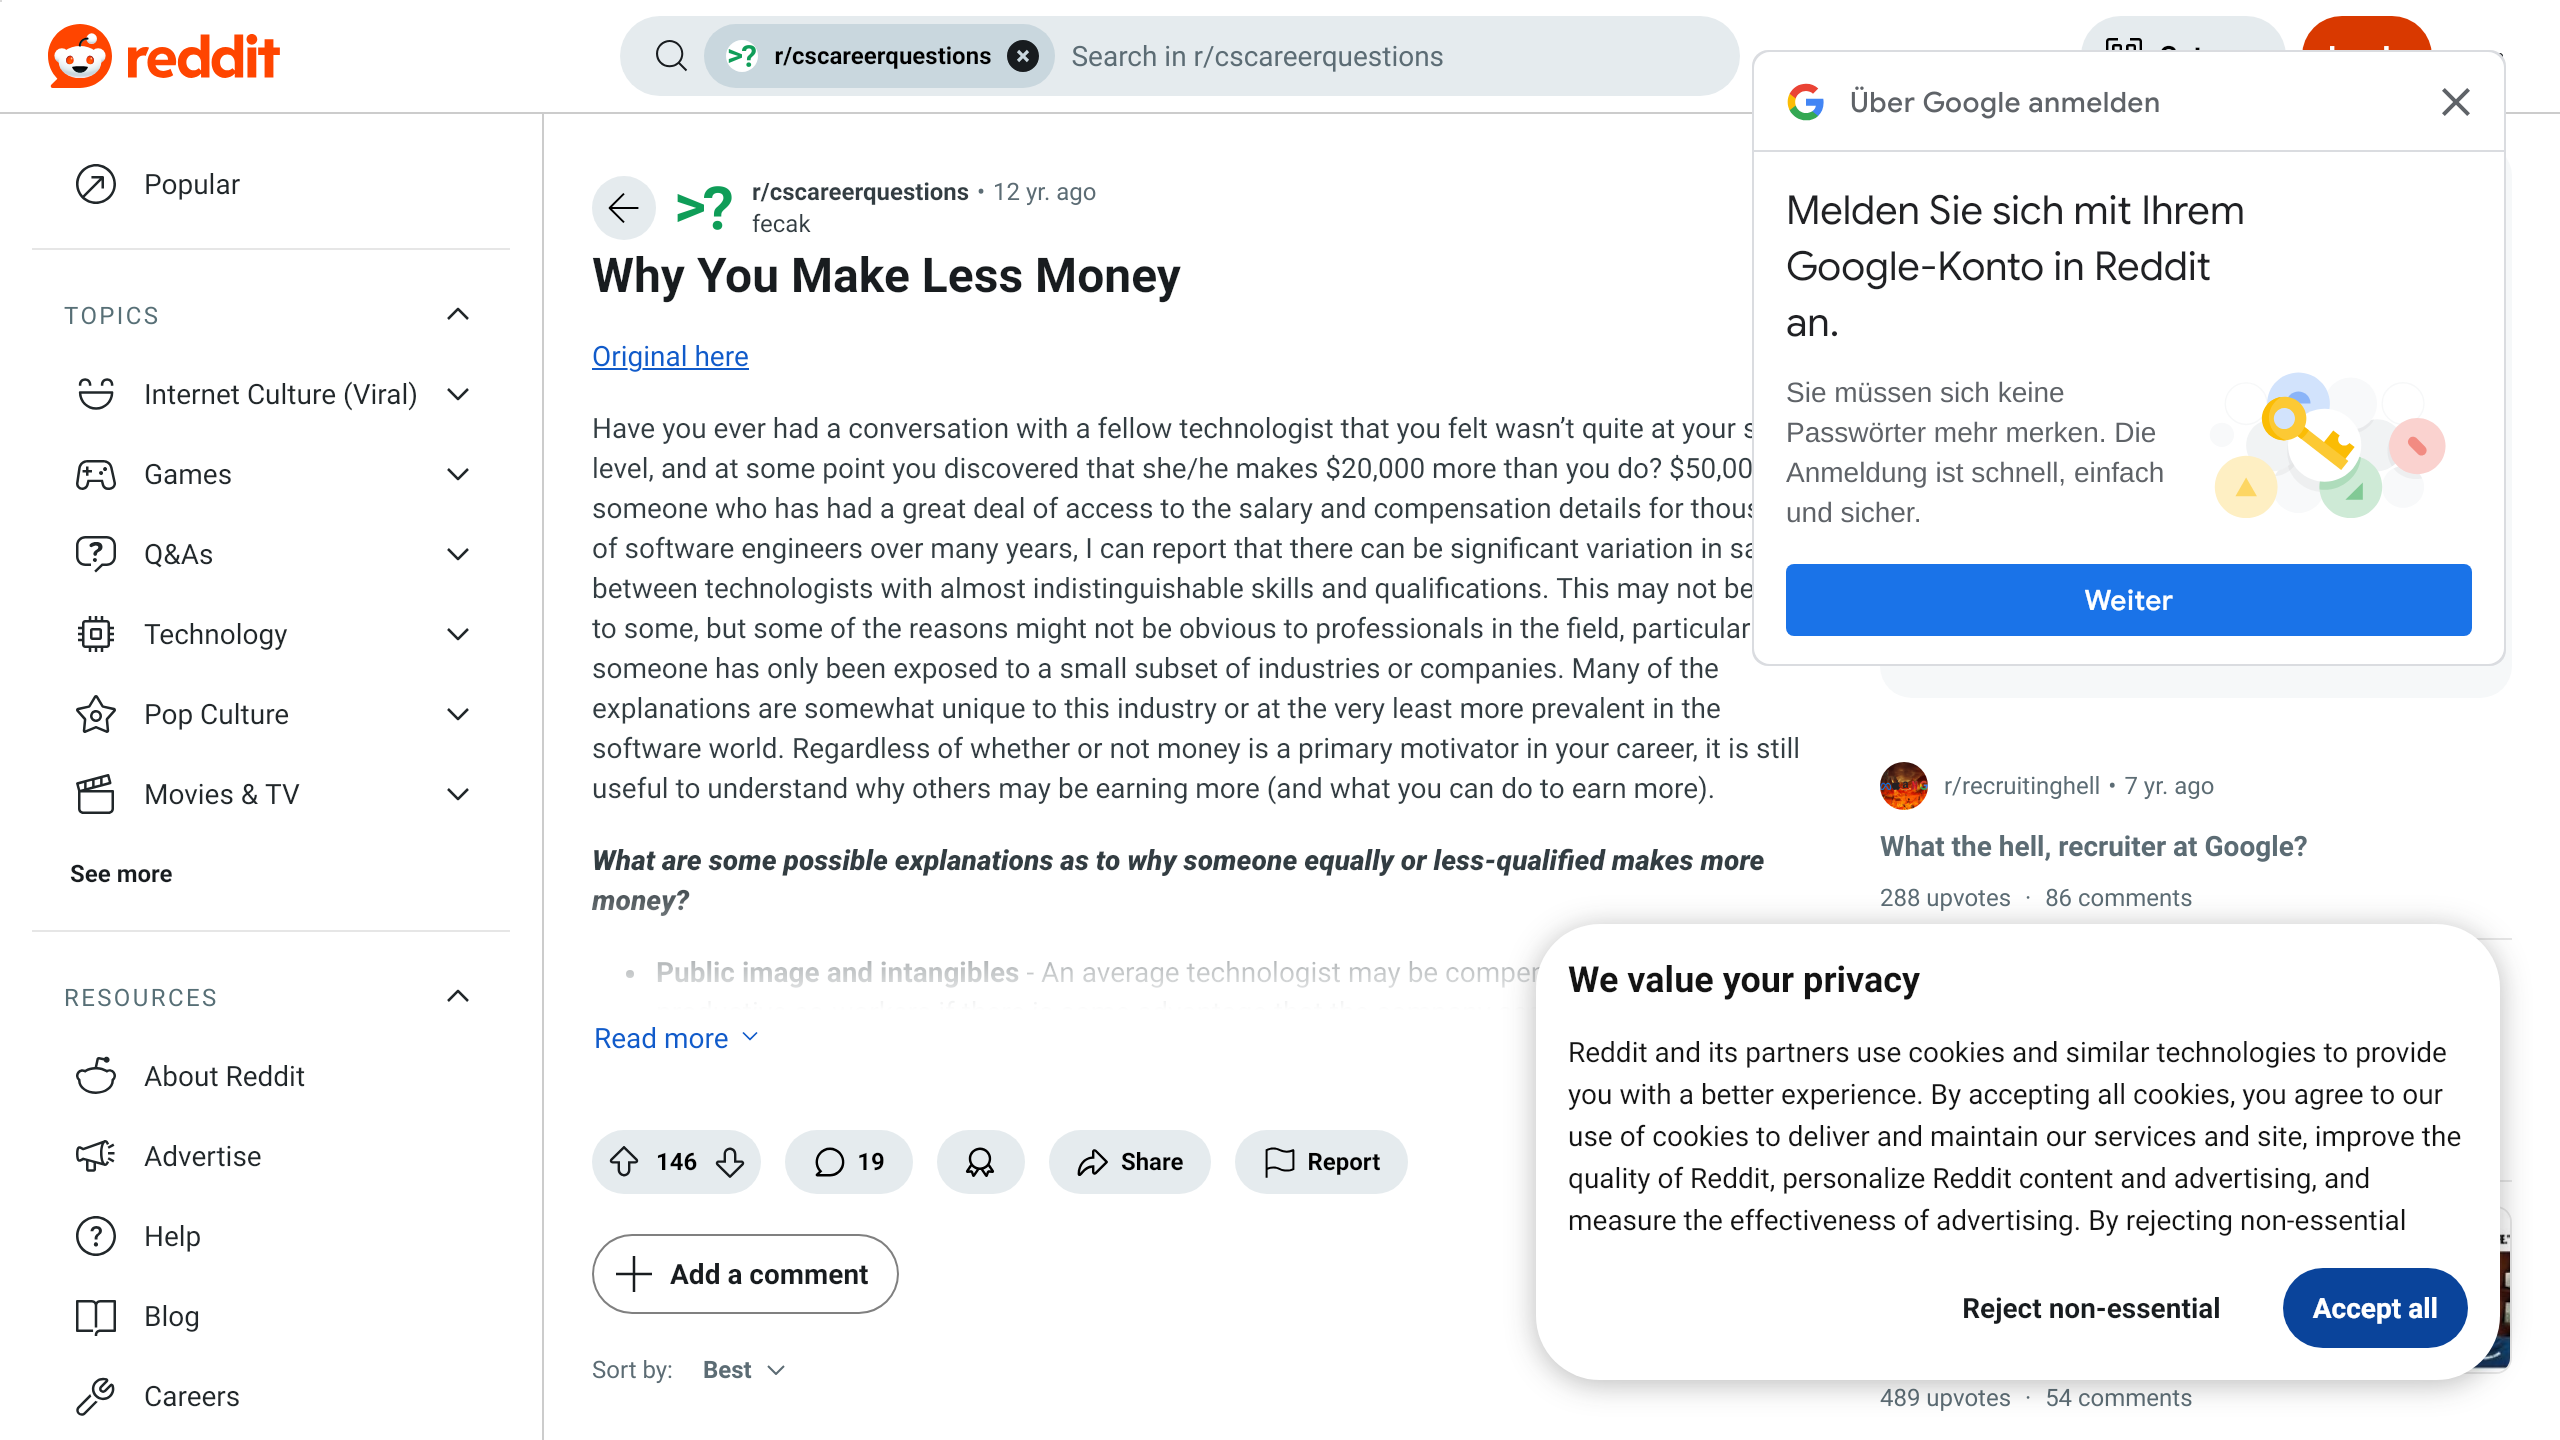 reddit
r/cscareerquestions
Search in r/cscareerquestions
Popular
TOPICS
Internet Culture (Viral)
Games
Q&As
Technology
Pop Culture
Movies & TV
See more
RESOURCES
About Reddit
Advertise
Help
Blog
Careers
r/cscareerquestions • 12 yr. ago
fecak
Why You Make Less Money
Original here
Have you ever had a conversation with a fellow technologist that you felt wasn’t quite at your
level, and at some point you discovered that she/he makes $20,000 more than you do? $50,00
someone who has had a great deal of access to the salary and compensation details for thous
of software engineers over many years, I can report that there can be significant variation in sa
between technologists with almost indistinguishable skills and qualifications. This may not be
to some, but some of the reasons might not be obvious to professionals in the field, particular
someone has only been exposed to a small subset of industries or companies. Many of the
explanations are somewhat unique to this industry or at the very least more prevalent in the
software world. Regardless of whether or not money is a primary motivator in your career, it is still
useful to understand why others may be earning more (and what you can do to earn more).
What are some possible explanations as to why someone equally or less-qualified makes more
money?
• Public image and intangibles - An average technologist may be compen
Read more
146
19
Share
Report
Add a comment
Sort by: Best
Über Google anmelden
Melden Sie sich mit Ihrem
Google-Konto in Reddit
an.
Sie müssen sich keine
Passwörter mehr merken. Die
Anmeldung ist schnell, einfach
und sicher.
Weiter
r/recruitinghell • 7 yr. ago
What the hell, recruiter at Google?
288 upvotes · 86 comments
We value your privacy
Reddit and its partners use cookies and similar technologies to provide
you with a better experience. By accepting all cookies, you agree to our
use of cookies to deliver and maintain our services and site, improve the
quality of Reddit, personalize Reddit content and advertising, and
measure the effectiveness of advertising. By rejecting non-essential
Reject non-essential
Accept all
489 upvotes · 54 comments